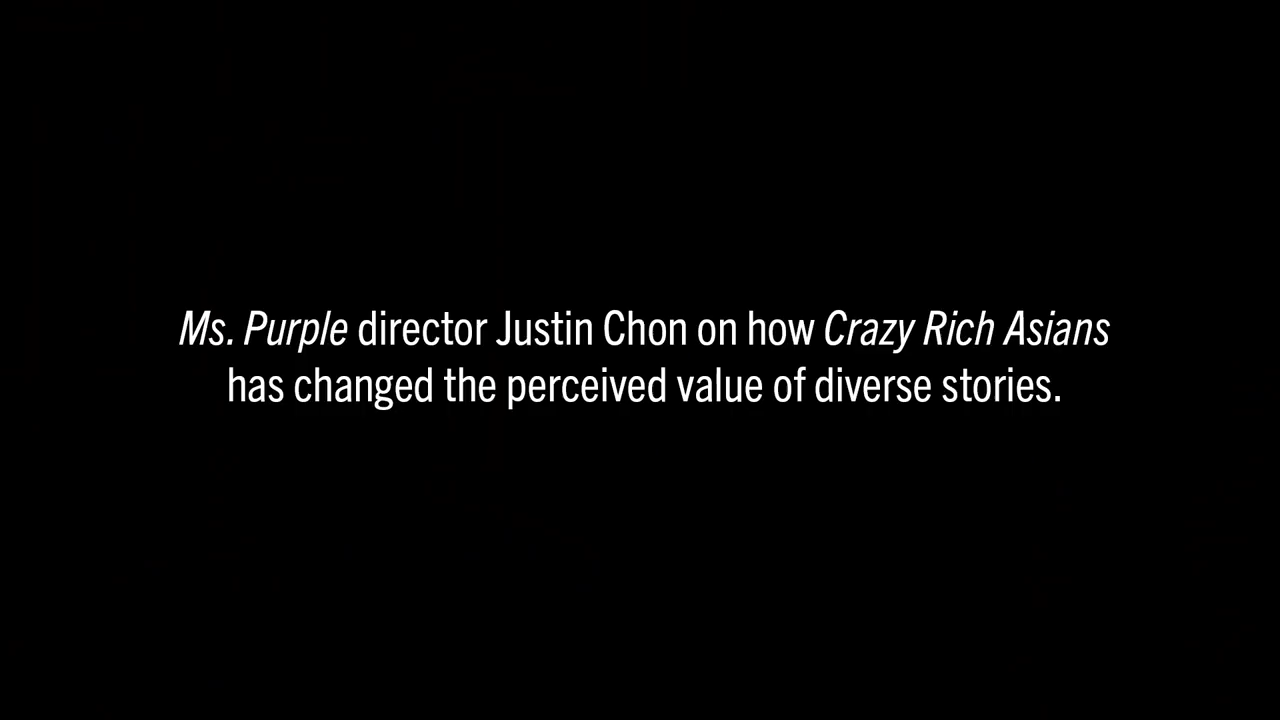 Ms. Purple director Justin Chon on how Crazy Rich Asians
has changed the perceived value of diverse stories.